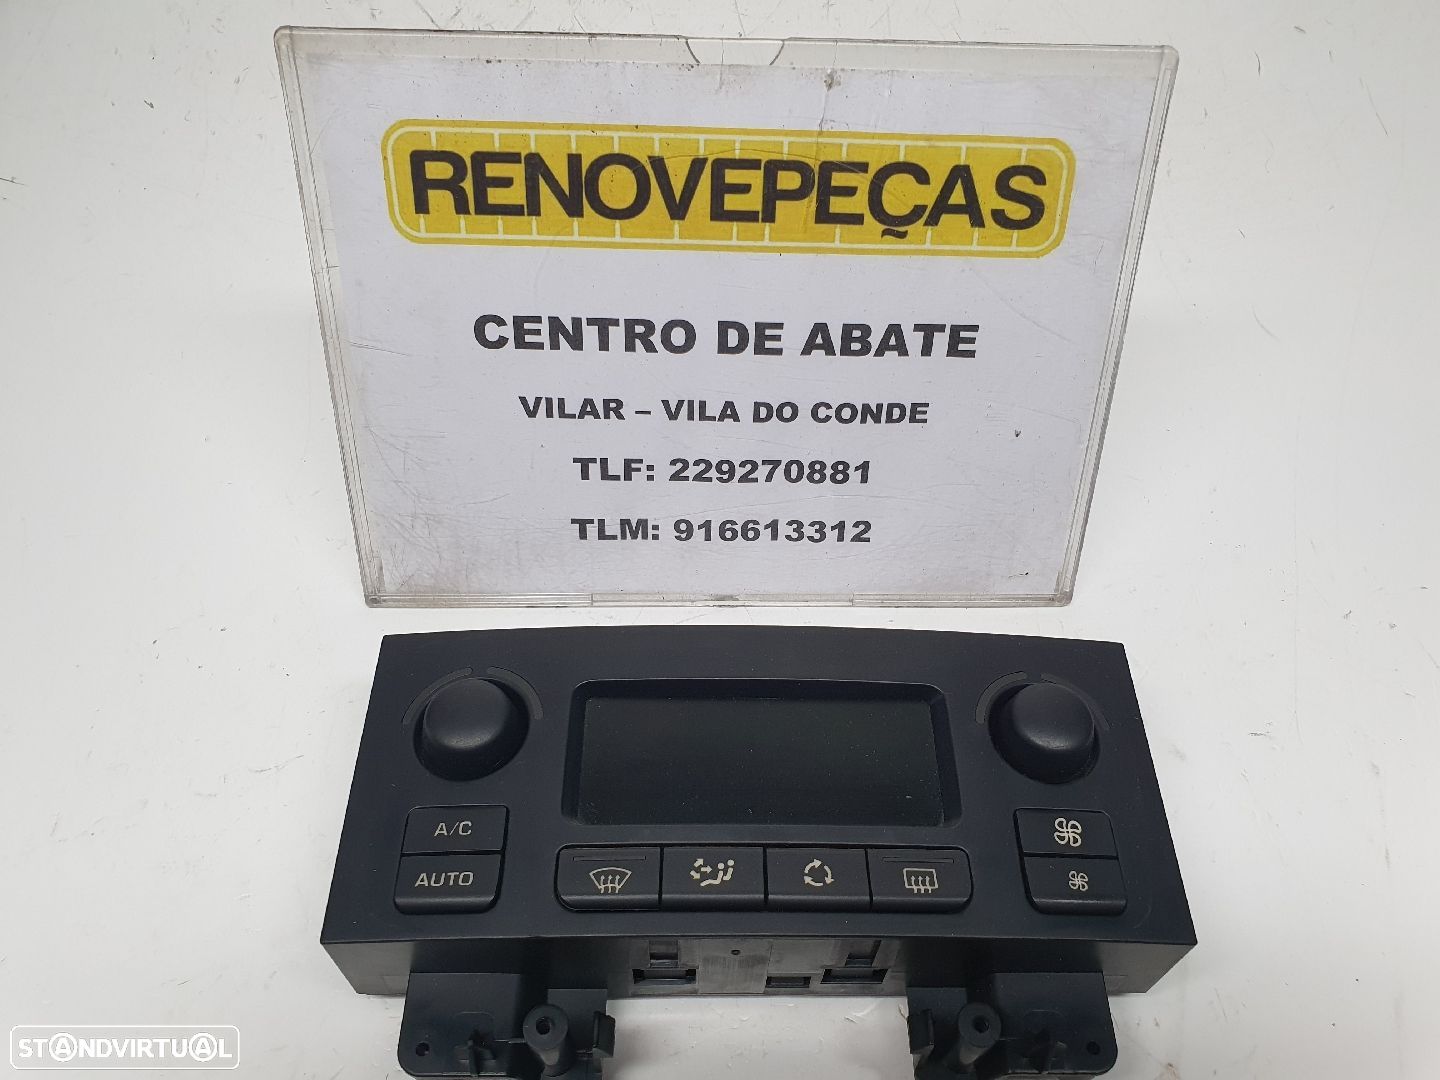 RENOVEPEÇAS
CENTRO DE ABATE
VILAR – VILA DO CONDE
TLF: 229270881
TLM: 916613312
A/C
AUTO
STANDVIRTUAL